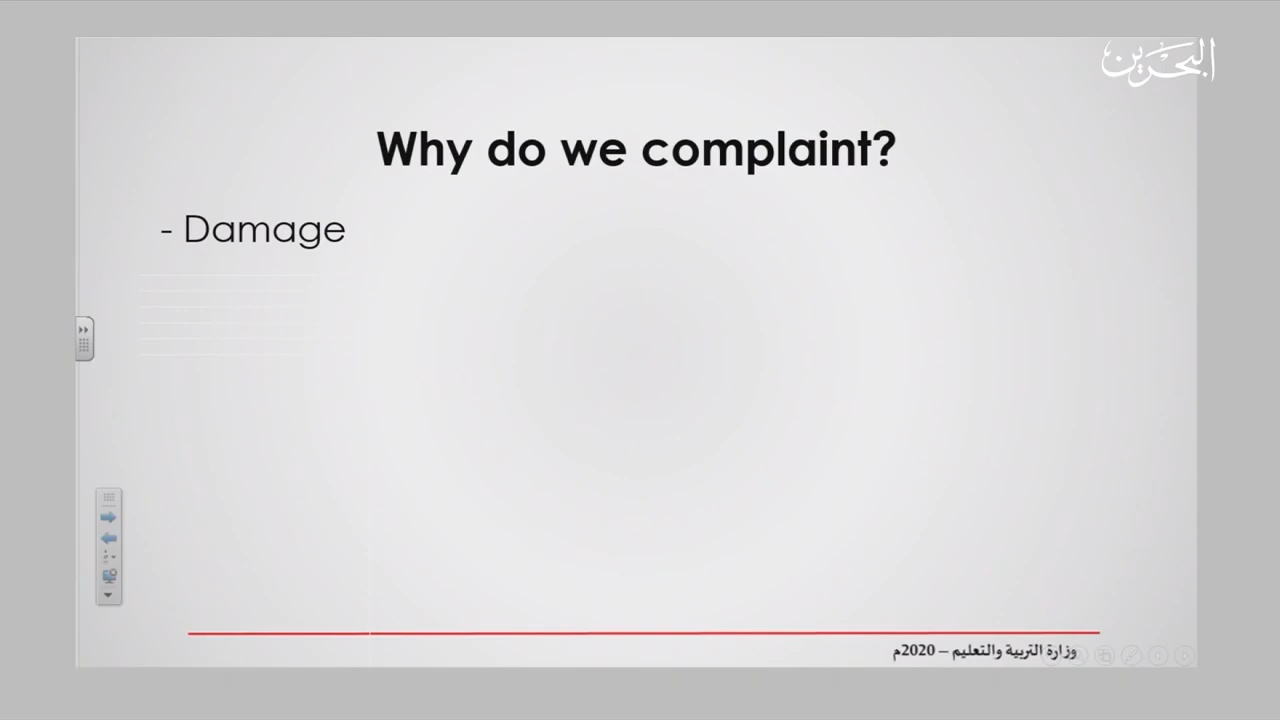 البحرين
Why do we complaint?
- Damage
وزارة التربية والتعليم – 2020م